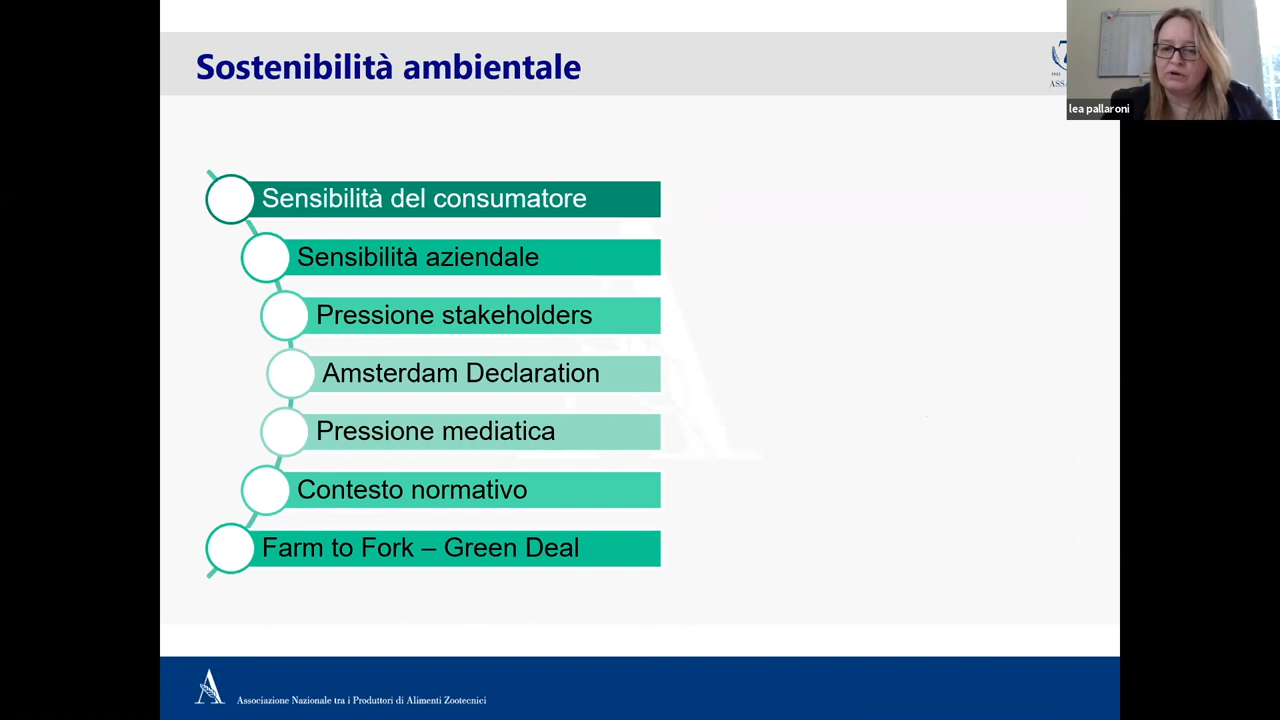 Sostenibilità ambientale
lea pallaroni
Sensibilità del consumatore
Sensibilità aziendale
Pressione stakeholders
Amsterdam Declaration
Pressione mediatica
Contesto normativo
Farm to Fork – Green Deal
Associazione Nazionale tra i Produttori di Alimenti Zootecnici